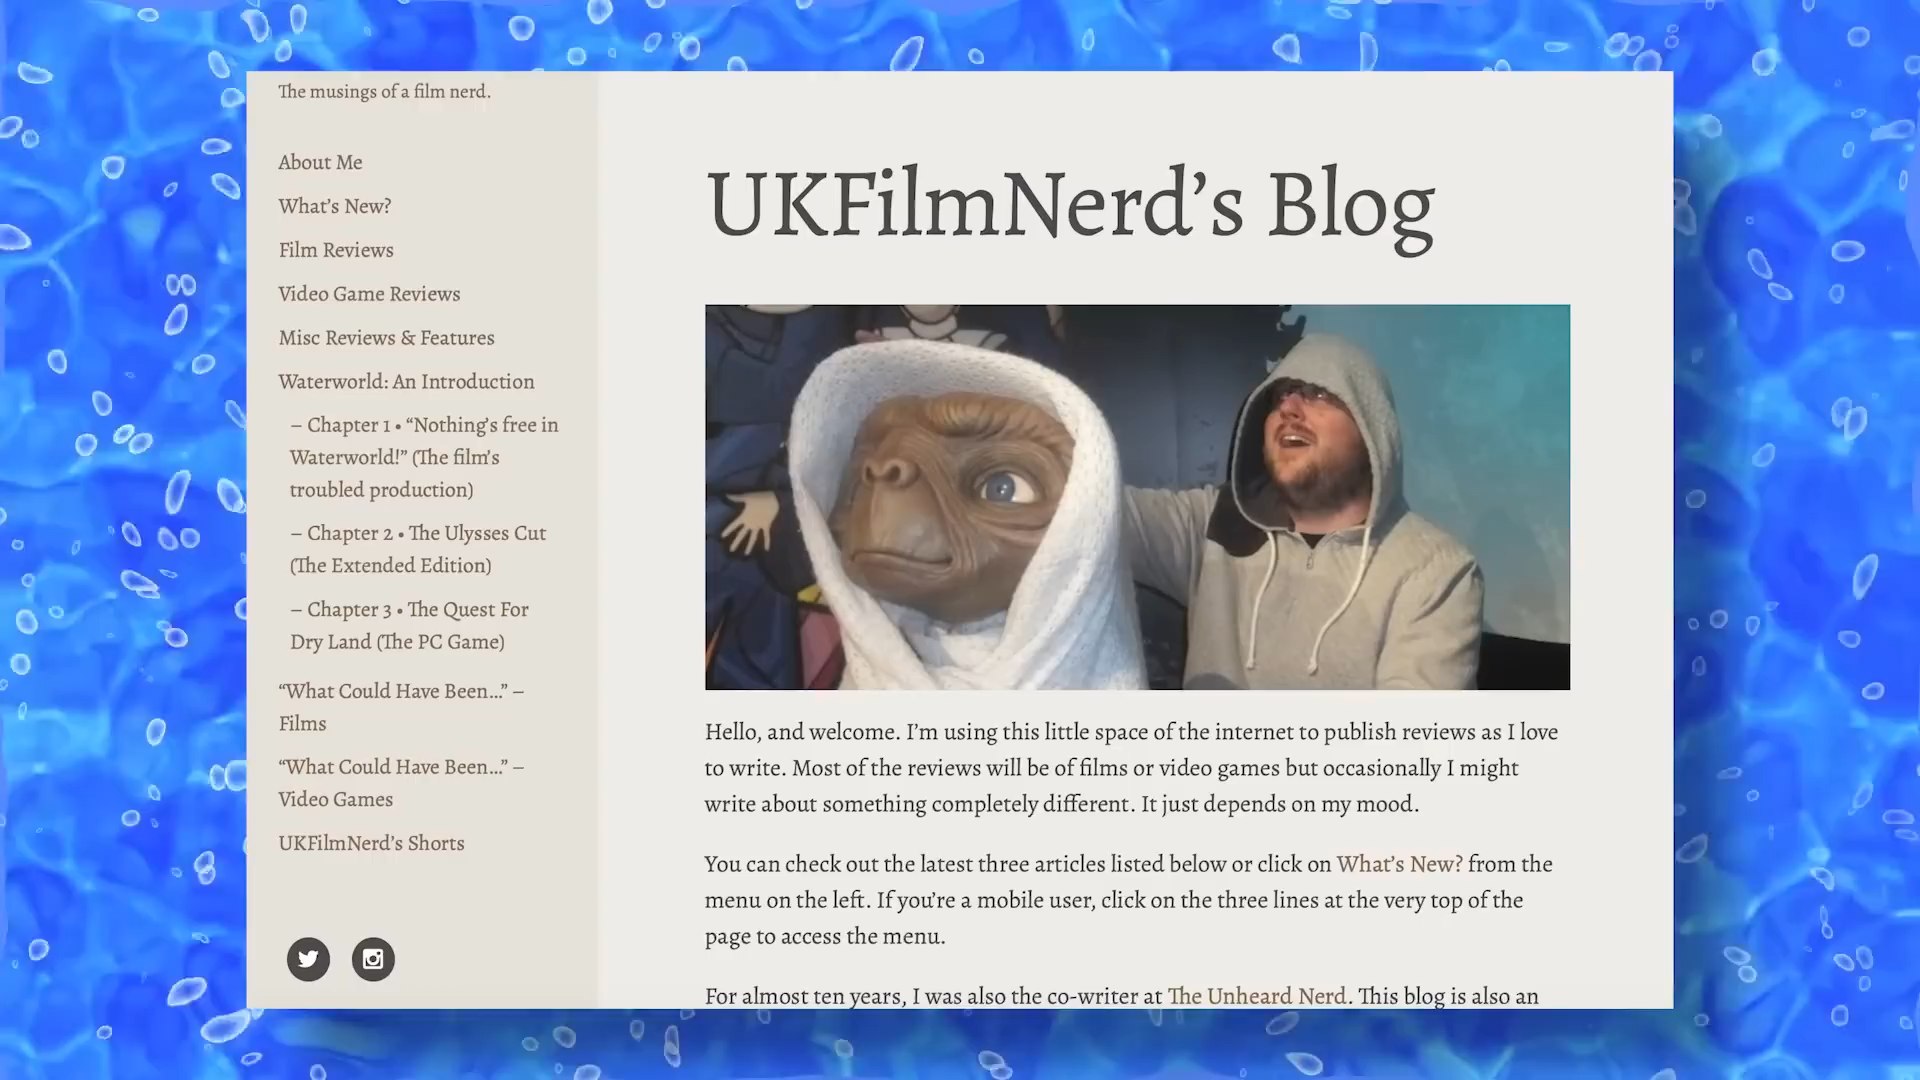 The musings of a film nerd.
About Me
What's New?
Film Reviews
Video Game Reviews
Misc Reviews & Features
Waterworld: An Introduction
– Chapter 1 • “Nothing's free in
Waterworld!” (The film's
troubled production)
– Chapter 2 • The Ulysses Cut
(The Extended Edition)
– Chapter 3 • The Quest For
Dry Land (The PC Game)
“What Could Have Been…” –
Films
“What Could Have Been…” –
Video Games
UKFilmNerd's Shorts
UKFilmNerd’s Blog
Hello, and welcome. I’m using this little space of the internet to publish reviews as I love
to write. Most of the reviews will be of films or video games but occasionally I might
write about something completely different. It just depends on my mood.
You can check out the latest three articles listed below or click on What’s New? from the
menu on the left. If you’re a mobile user, click on the three lines at the very top of the
page to access the menu.
For almost ten years, I was also the co-writer at The Unheard Nerd. This blog is also an